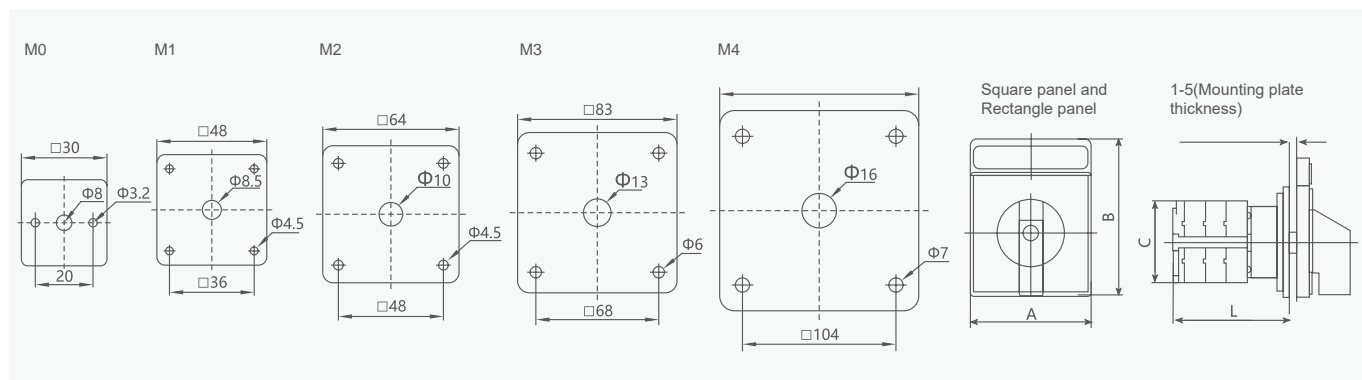 M0
M1
M2
M3
M4
Square panel and
Rectangle panel
1-5(Mounting plate
thickness)
□30
Φ8
Φ3.2
20
□48
Φ8.5
Φ4.5
□36
□64
Φ10
Φ4.5
□48
□83
Φ13
Φ6
□68
Φ16
Φ7
□104
B
A
C
L